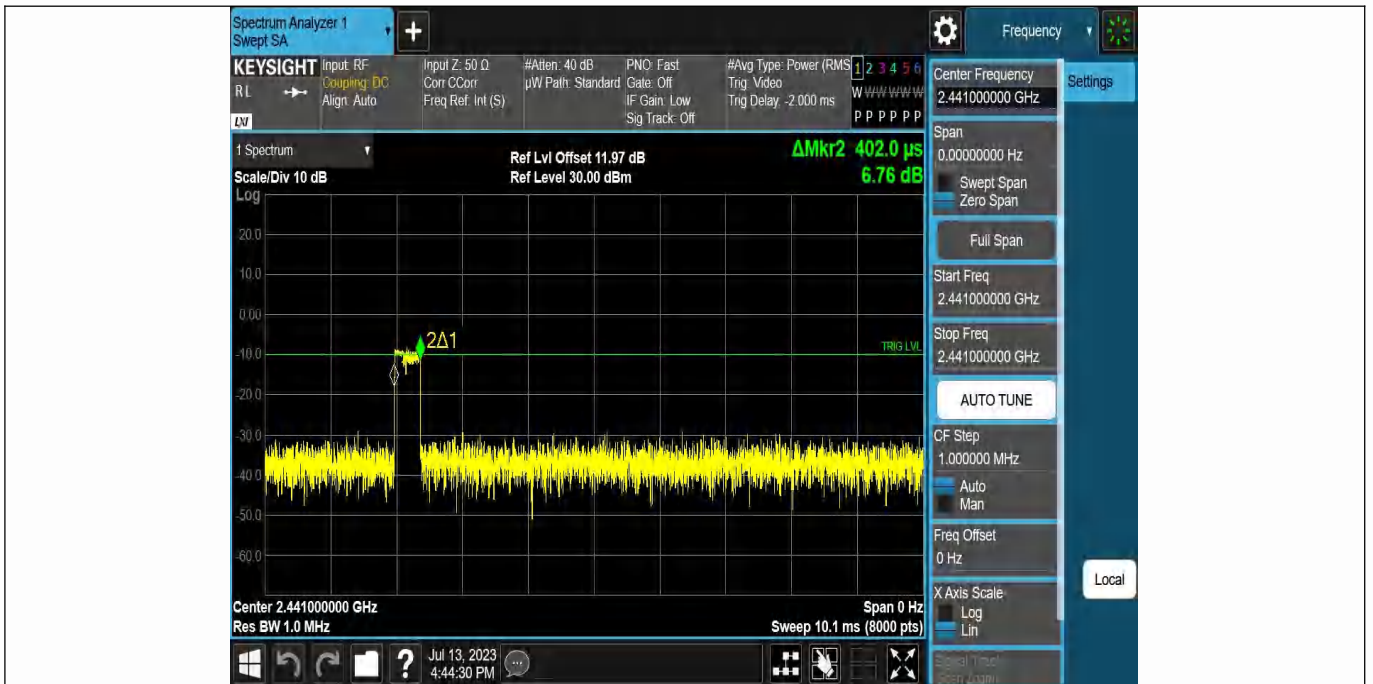 Spectrum Analyzer 1
Swept SA
+
Frequency
KEYSIGHT
R L
LXI
Input: RF
Coupling: DC
Align: Auto
Input Z: 50 Ω
Corr CCorr
Freq Ref: Int (S)
#Atten: 40 dB
µW Path: Standard
PNO: Fast
Gate: Off
IF Gain: Low
Sig Track: Off
#Avg Type: Power (RMS
Trig: Video
Trig Delay: -2.000 ms
1 2 3 4 5 6
W W W W W W
P P P P P P
1 Spectrum
Scale/Div 10 dB
Log
Ref Lvl Offset 11.97 dB
Ref Level 30.00 dBm
ΔMkr2 402.0 µs
6.76 dB
20.0
10.0
0.00
-10.0
-20.0
-30.0
-40.0
-50.0
-60.0
2Δ1
TRIG LVL
Center 2.441000000 GHz
Res BW 1.0 MHz
Span 0 Hz
Sweep 10.1 ms (8000 pts)
Center Frequency
2.441000000 GHz
Settings
Span
0.00000000 Hz
Swept Span
Zero Span
Full Span
Start Freq
2.441000000 GHz
Stop Freq
2.441000000 GHz
AUTO TUNE
CF Step
1.000000 MHz
Auto
Man
Freq Offset
0 Hz
X Axis Scale
Log
Lin
Local
?
Jul 13, 2023
4:44:30 PM